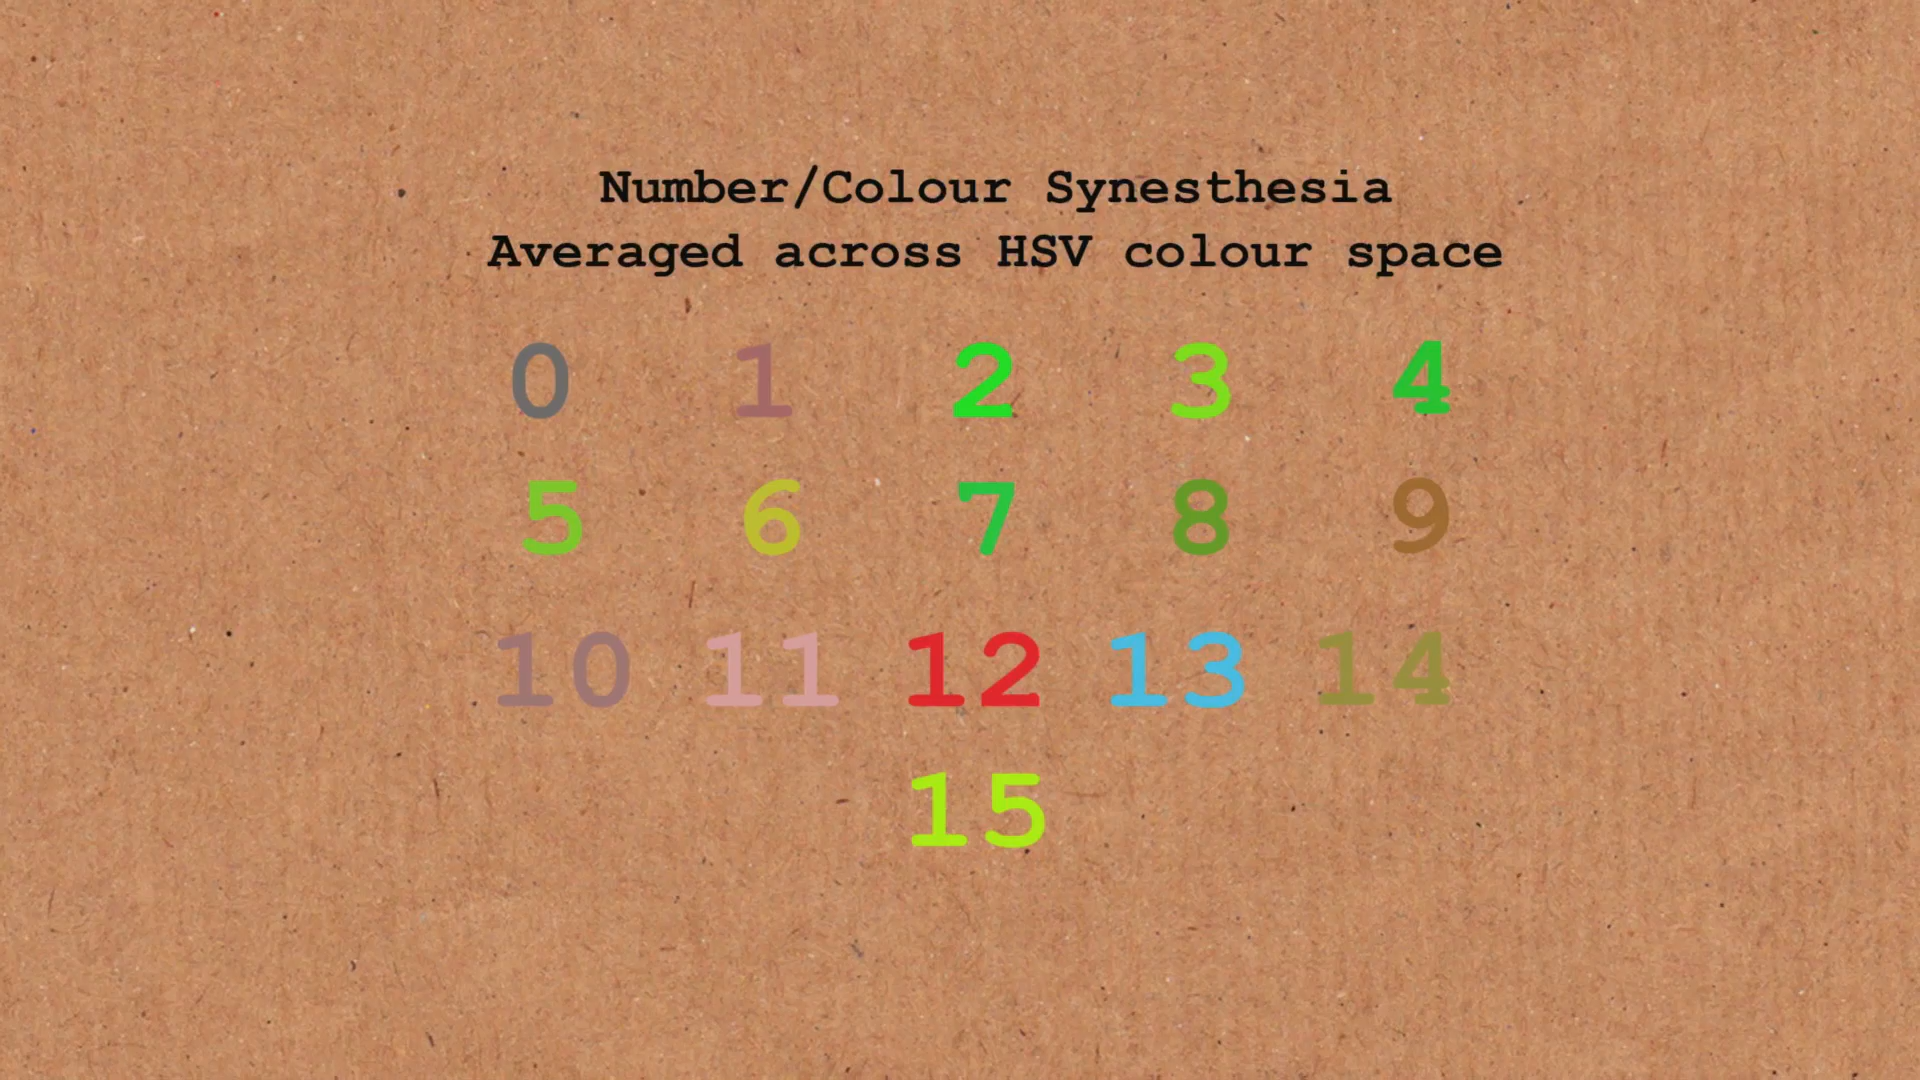 Number/Colour Synesthesia
Averaged across HSV colour space
0 1 2 3 4
5 6 7 8 9
10 11 12 13 14
15